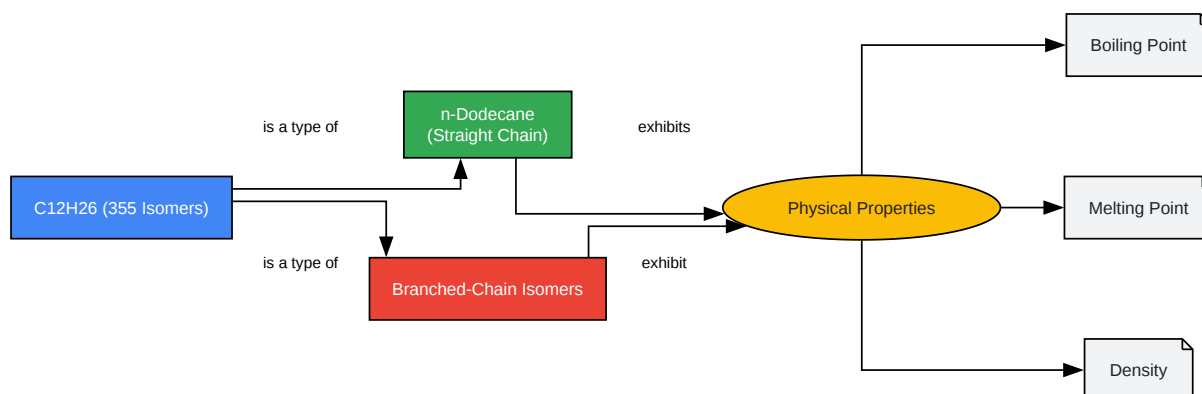 Boiling Point
n-Dodecane
(Straight Chain)
is a type of
exhibits
C12H26 (355 Isomers)
Physical Properties
Melting Point
is a type of
exhibit
Branched-Chain Isomers
Density